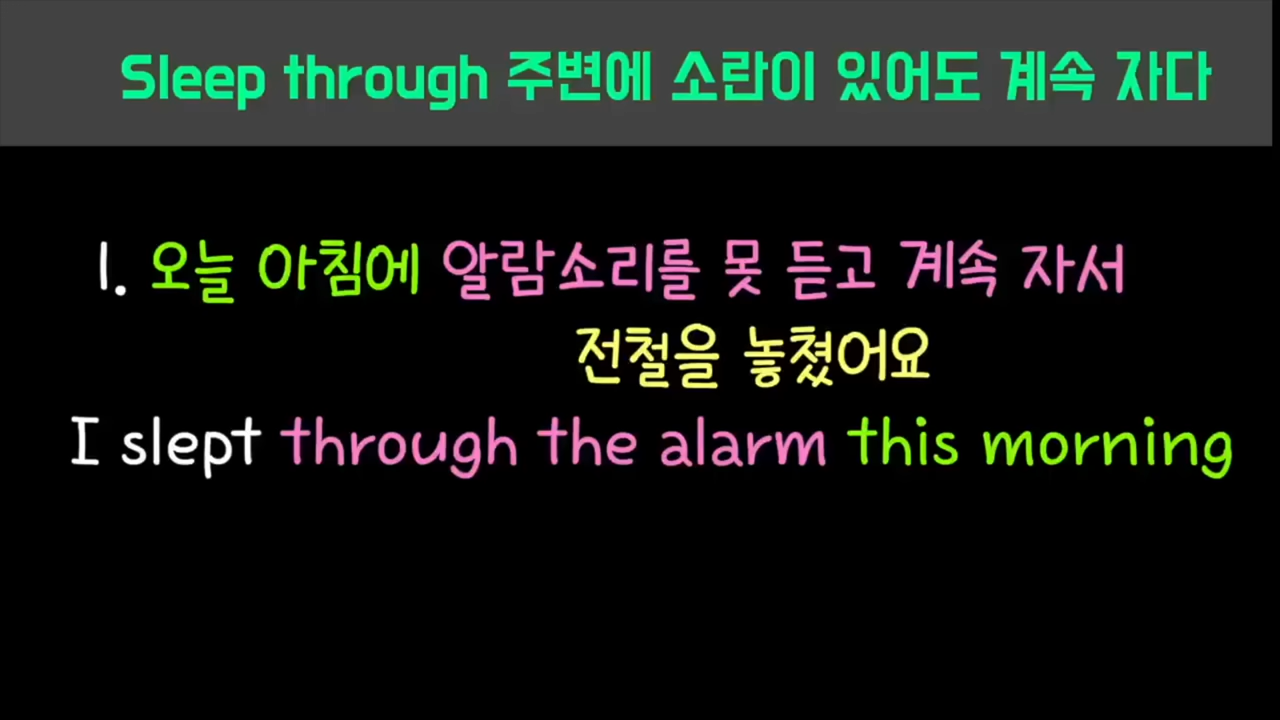 Sleep through 주변에 소란이 있어도 계속 자다
1. 오늘 아침에 알람소리를 못 듣고 계속 자서
전철을 놓쳤어요
I slept through the alarm this morning